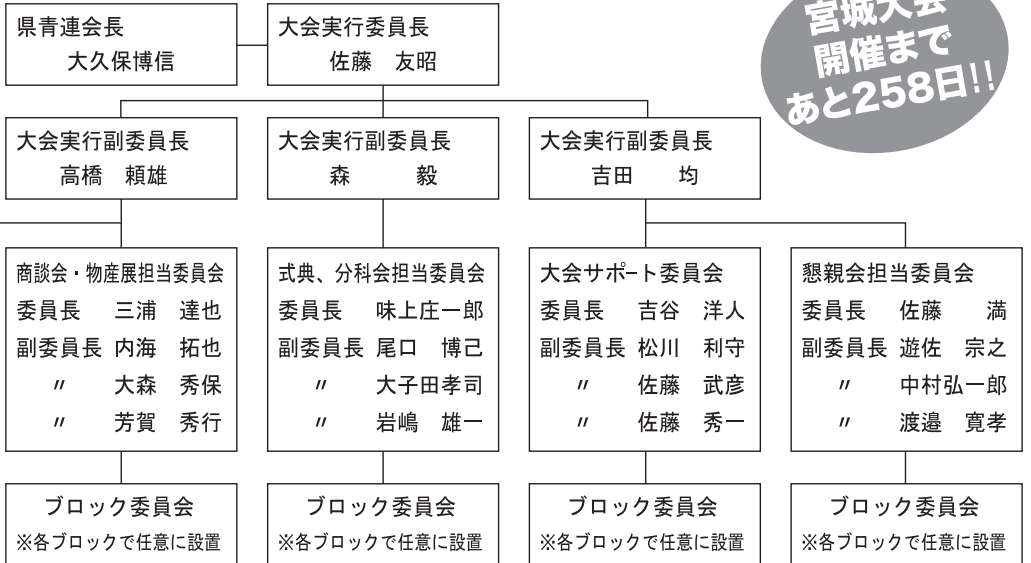 県青連会長
大久保博信
大会実行委員長
佐藤 友昭
宮城大会
開催まで
あと258日!!
大会実行副委員長
高橋 頼雄
大会実行副委員長
森 毅
大会実行副委員長
吉田 均
商談会・物産展担当委員会
委員長 三浦 達也
副委員長 内海 拓也
〃 大森 秀保
〃 芳賀 秀行
式典、分科会担当委員会
委員長 味上庄一郎
副委員長 尾口 博己
〃 大子田孝司
〃 岩嶋 雄一
大会サポート委員会
委員長 吉谷 洋人
副委員長 松川 利守
〃 佐藤 武彦
〃 佐藤 秀一
懇親会担当委員会
委員長 佐藤 満
副委員長 遊佐 宗之
〃 中村弘一郎
〃 渡邉 寛孝
ブロック委員会
※各ブロックで任意に設置
ブロック委員会
※各ブロックで任意に設置
ブロック委員会
※各ブロックで任意に設置
ブロック委員会
※各ブロックで任意に設置